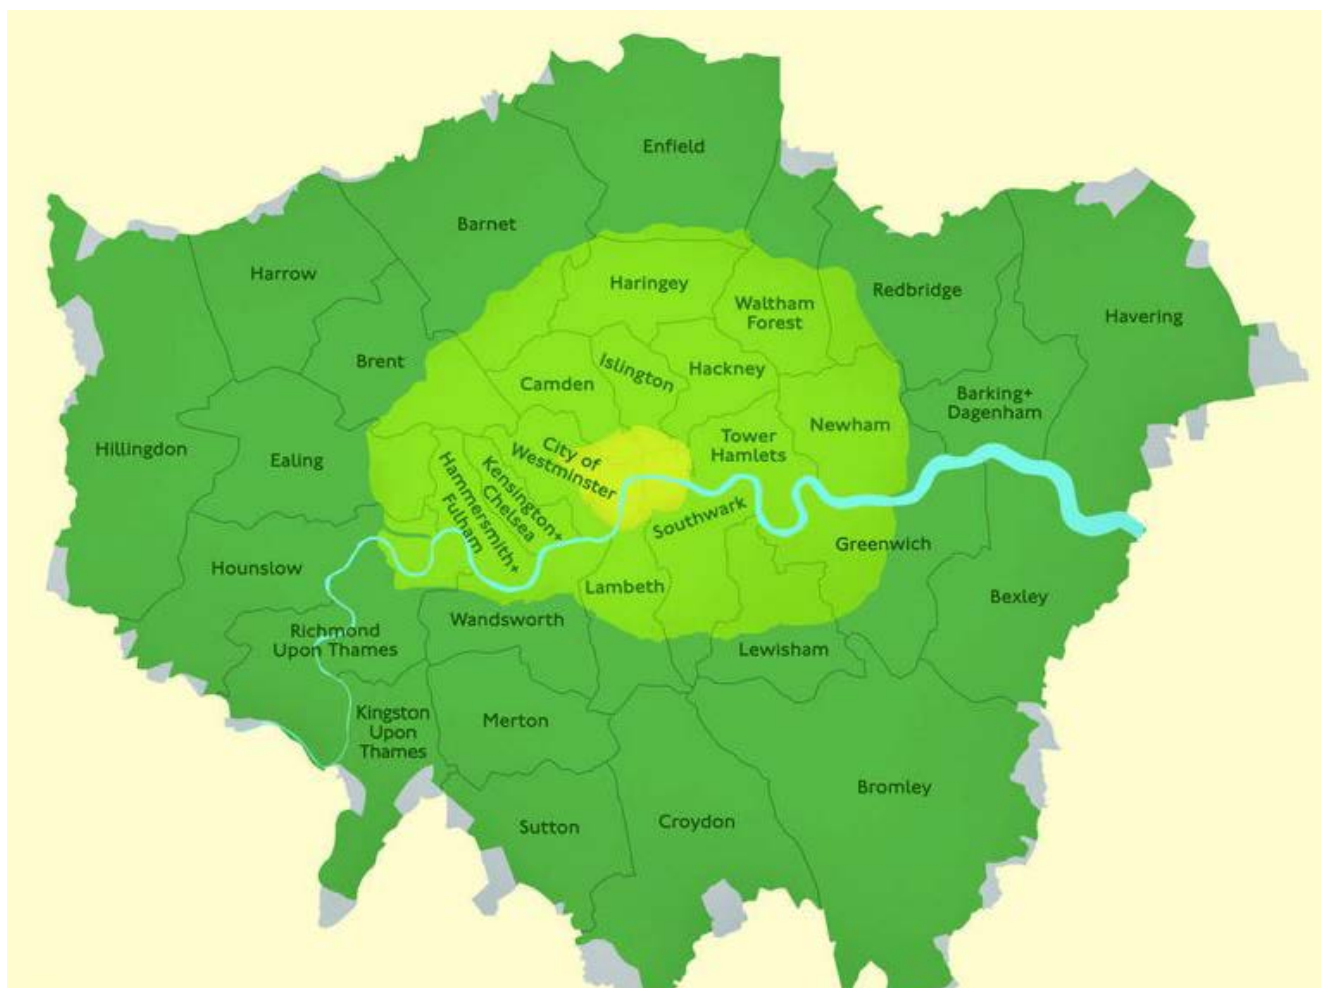 Enfield
Barnet
Harrow
Haringey
Redbridge
Waltham
Forest
Havering
Brent
Islington
Hackney
Camden
Barking+
Dagenham
Newham
Hillingdon
Ealing
City of
Westminster
Tower
Hamlets
Kensington+
Chelsea
Hammersmith+
Fulham
Southwark
Greenwich
Hounslow
Lambeth
Bexley
Wandsworth
Richmond
Upon Thames
Lewisham
Kingston
Upon
Thames
Merton
Bromley
Sutton
Croydon